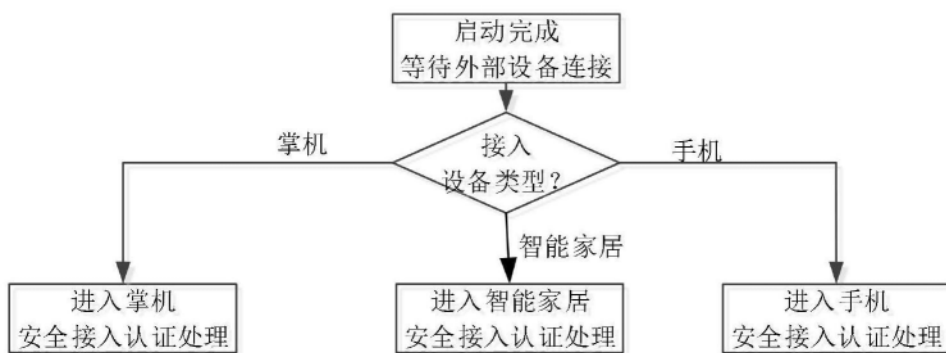 启动完成
等待外部设备连接
掌机
接入
设备类型？
手机
智能家居
进入掌机
安全接入认证处理
进入智能家居
安全接入认证处理
进入手机
安全接入认证处理